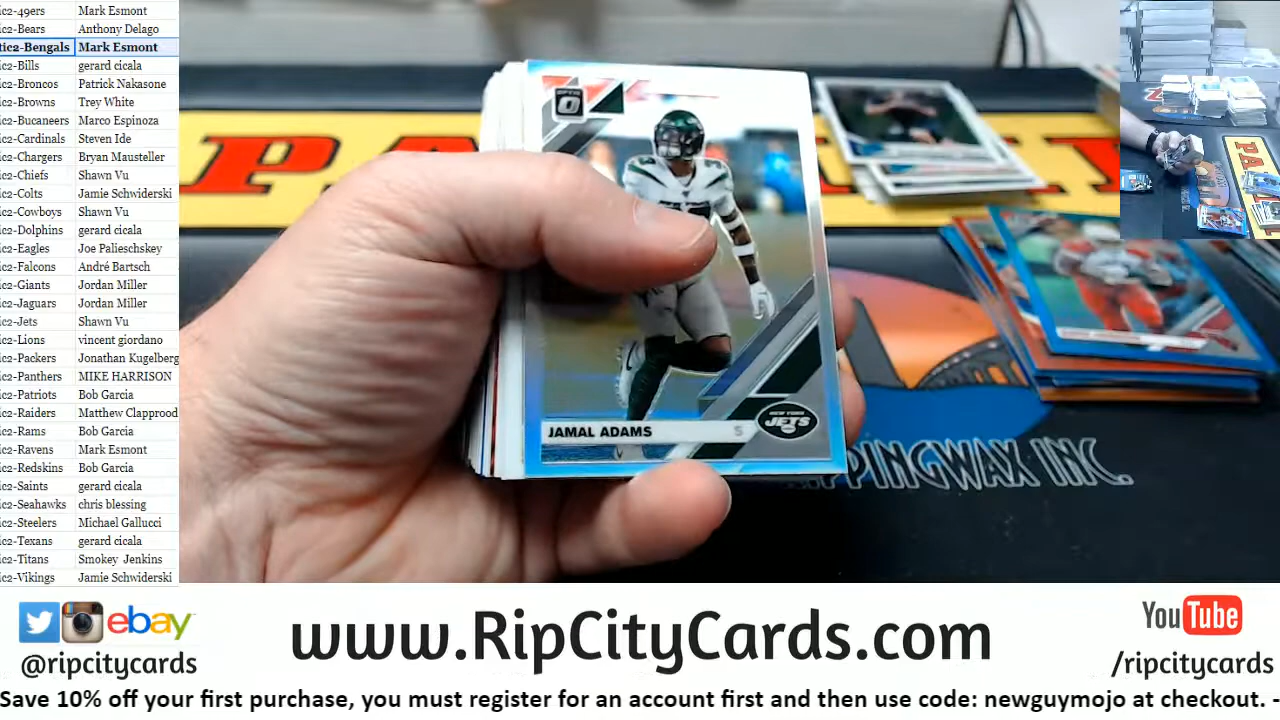 ic2-49ers Mark Esmont
ic2-Bears Anthony Delago
tic2-Bengals Mark Esmont
ic2-Bills gerard cicala
ic2-Broncos Patrick Nakasone
ic2-Browns Trey White
ic2-Bucaneers Marco Espinoza
ic2-Cardinals Steven Ide
ic2-Chargers Bryan Mausteller
ic2-Chiefs Shawn Vu
ic2-Colts Jamie Schwiderski
ic2-Cowboys Shawn Vu
ic2-Dolphins gerard cicala
ic2-Eagles Joe Palieschskey
ic2-Falcons André Bartsch
ic2-Giants Jordan Miller
ic2-Jaguars Jordan Miller
ic2-Jets Shawn Vu
ic2-Lions vincent giordano
ic2-Packers Jonathan Kugelberg
ic2-Panthers MIKE HARRISON
ic2-Patriots Bob Garcia
ic2-Raiders Matthew Clapprood
ic2-Rams Bob Garcia
ic2-Ravens Mark Esmont
ic2-Redskins Bob Garcia
ic2-Saints gerard cicala
ic2-Seahawks chris blessing
ic2-Steelers Michael Gallucci
ic2-Texans gerard cicala
ic2-Titans Smokey Jenkins
ic2-Vikings Jamie Schwiderski
OPTIC
JAMAL ADAMS S
NEW YORK
JETS
PPINGWAX INC.
ebay
@ripcitycards
www.RipCityCards.com
YouTube
/ripcitycards
Save 10% off your first purchase, you must register for an account first and then use code: newguymojo at checkout. -